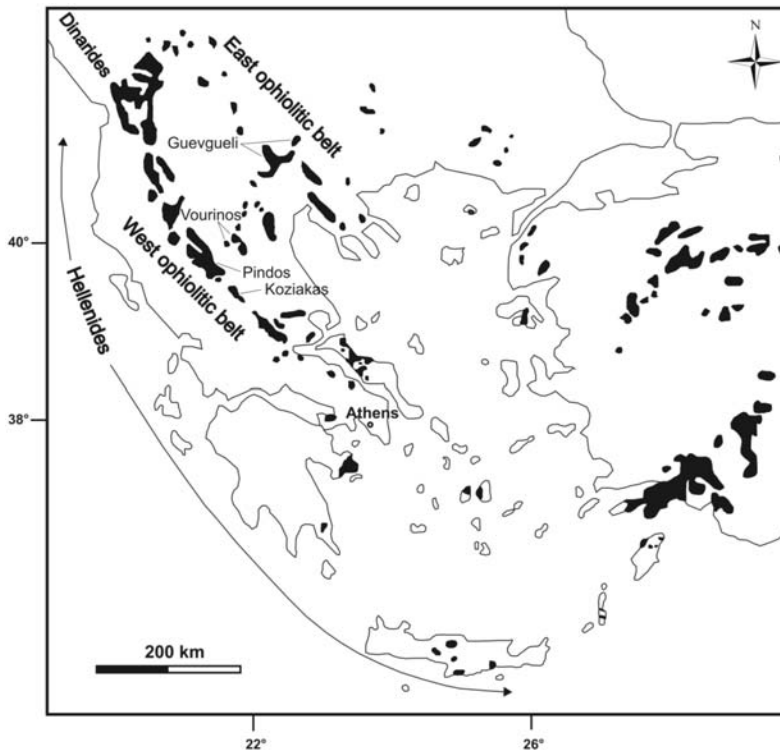 N
Dinarides
East ophiolitic belt
Guevgueli
Vourinos
40°
West ophiolitic belt
Pindos
Koziakas
Hellenides
38°
Athens
200 km
22°
26°